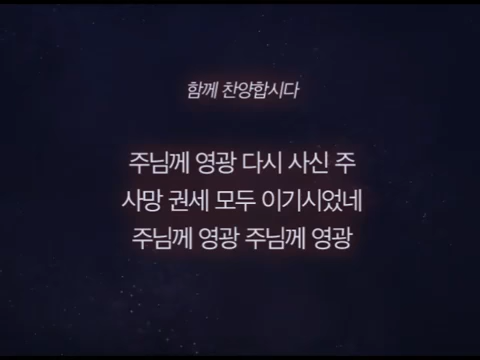 함께 찬양합시다
주님께 영광 다시 사신 주
사망 권세 모두 이기시었네
주님께 영광 주님께 영광